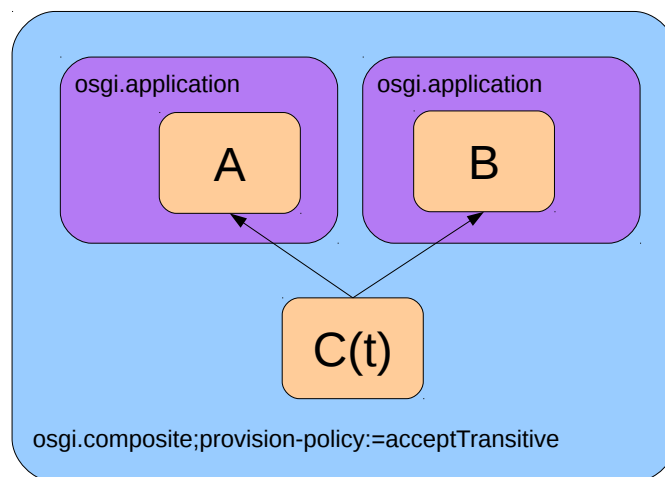 osgi.application
A
osgi.application
B
C(t)
osgi.composite;provision-policy:=acceptTransitive